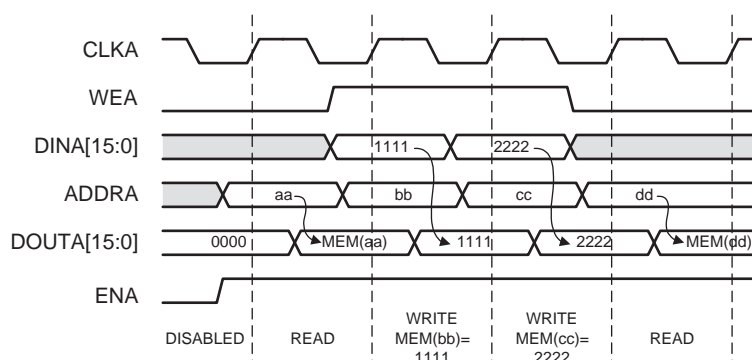 CLKA
WEA
DINA[15:0] 1111 2222
ADDRA aa bb cc dd
DOUTA[15:0] 0000 MEM(aa) 1111 2222 MEM(dd)
ENA
DISABLED READ WRITE WRITE READ
MEM(bb)= MEM(cc)=
1111 2222